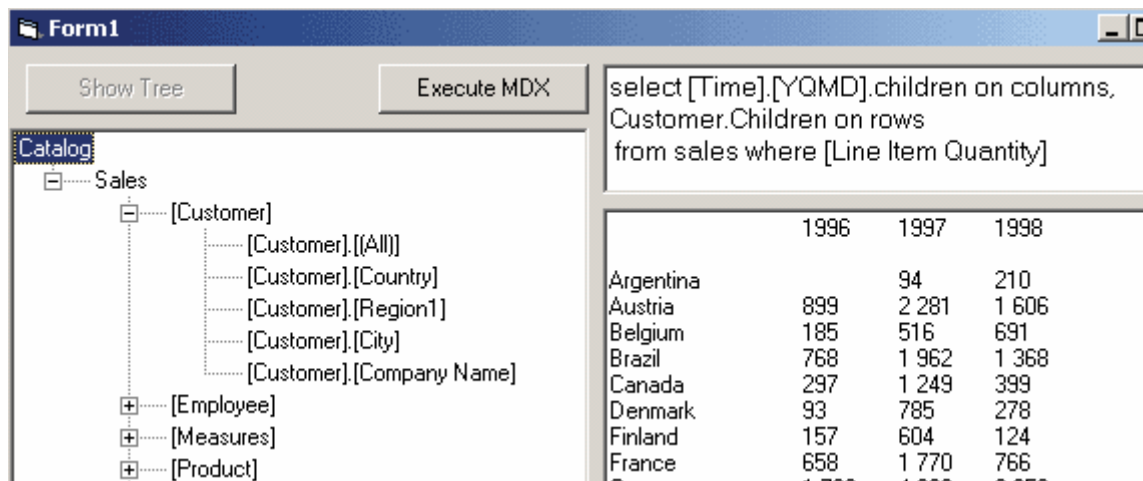 Form1
Show Tree
Execute MDX
Catalog
Sales
[Customer]
[Customer].[(All)]
[Customer].[Country]
[Customer].[Region1]
[Customer].[City]
[Customer].[Company Name]
[Employee]
[Measures]
[Product]
select [Time].[YQMD].children on columns,
Customer.Children on rows
from sales where [Line Item Quantity]
1996 1997 1998
Argentina 94 210
Austria 899 2 281 1 606
Belgium 185 516 691
Brazil 768 1 962 1 368
Canada 297 1 249 399
Denmark 93 785 278
Finland 157 604 124
France 658 1 770 766